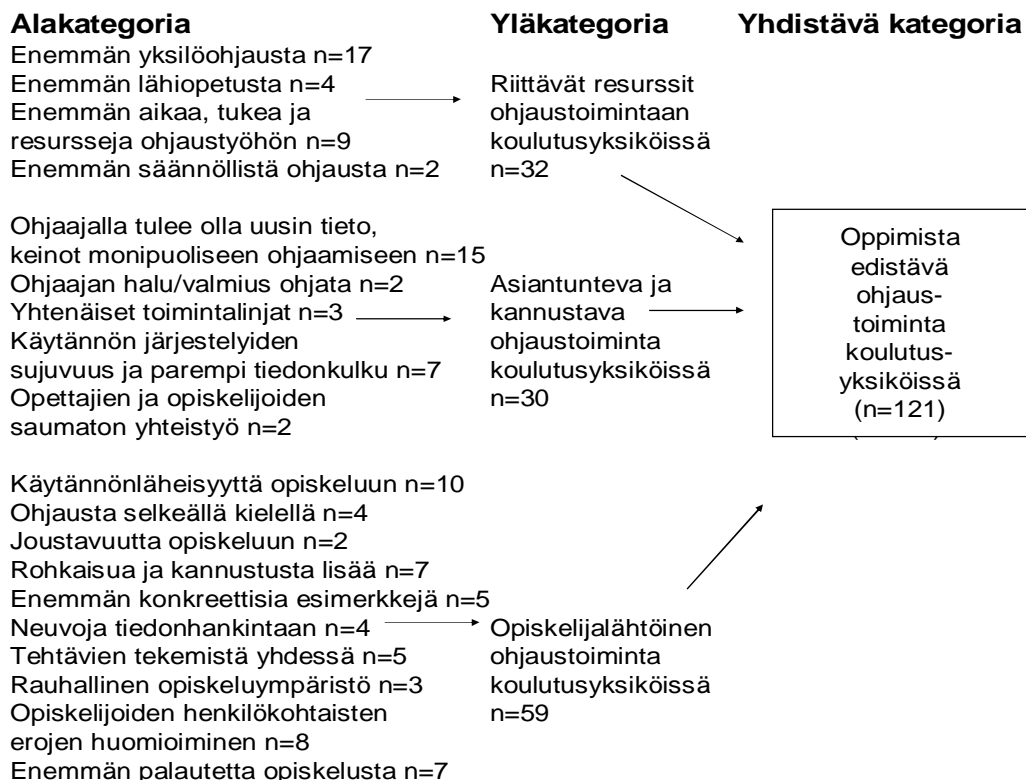 Alakategoria
Yläkategoria
Yhdistävä kategoria
Enemmän yksilöohjausta n=17
Enemmän lähiopetusta n=4
Enemmän aikaa, tukea ja
resursseja ohjaustyöhön n=9
Enemmän säännöllistä ohjausta n=2
Riittävät resurssit
ohjaustoimintaan
koulutusyksiköissä
n=32
Ohjaajalla tulee olla uusin tieto,
keinot monipuoliseen ohjaamiseen n=15
Ohjaajan halu/valmius ohjata n=2
Yhtenäiset toimintalinjat n=3
Käytännön järjestelyiden
sujuvuus ja parempi tiedonkulku n=7
Opettajien ja opiskelijoiden
saumaton yhteistyö n=2
Asiantunteva ja
kannustava
ohjaustoiminta
koulutusyksiköissä
n=30
Käytännönläheisyyttä opiskeluun n=10
Ohjausta selkeällä kielellä n=4
Joustavuutta opiskeluun n=2
Rohkaisua ja kannustusta lisää n=7
Enemmän konkreettisia esimerkkejä n=5
Neuvoja tiedonhankintaan n=4
Tehtävien tekemistä yhdessä n=5
Rauhallinen opiskeluympäristö n=3
Opiskelijoiden henkilökohtaisten
erojen huomioiminen n=8
Enemmän palautetta opiskelusta n=7
Opiskelijalähtöinen
ohjaustoiminta
koulutusyksiköissä
n=59
Oppimista
edistävä
ohjaus-
toiminta
koulutus-
yksiköissä
(n=121)